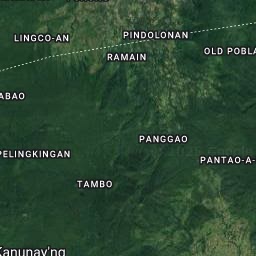 LINGCO-AN
PINDOLONAN
RAMAIN
OLD POBLA
ABAO
PANGGAO
PELINGKINGAN
PANTAO-A-
TAMBO
Kanunay'ng